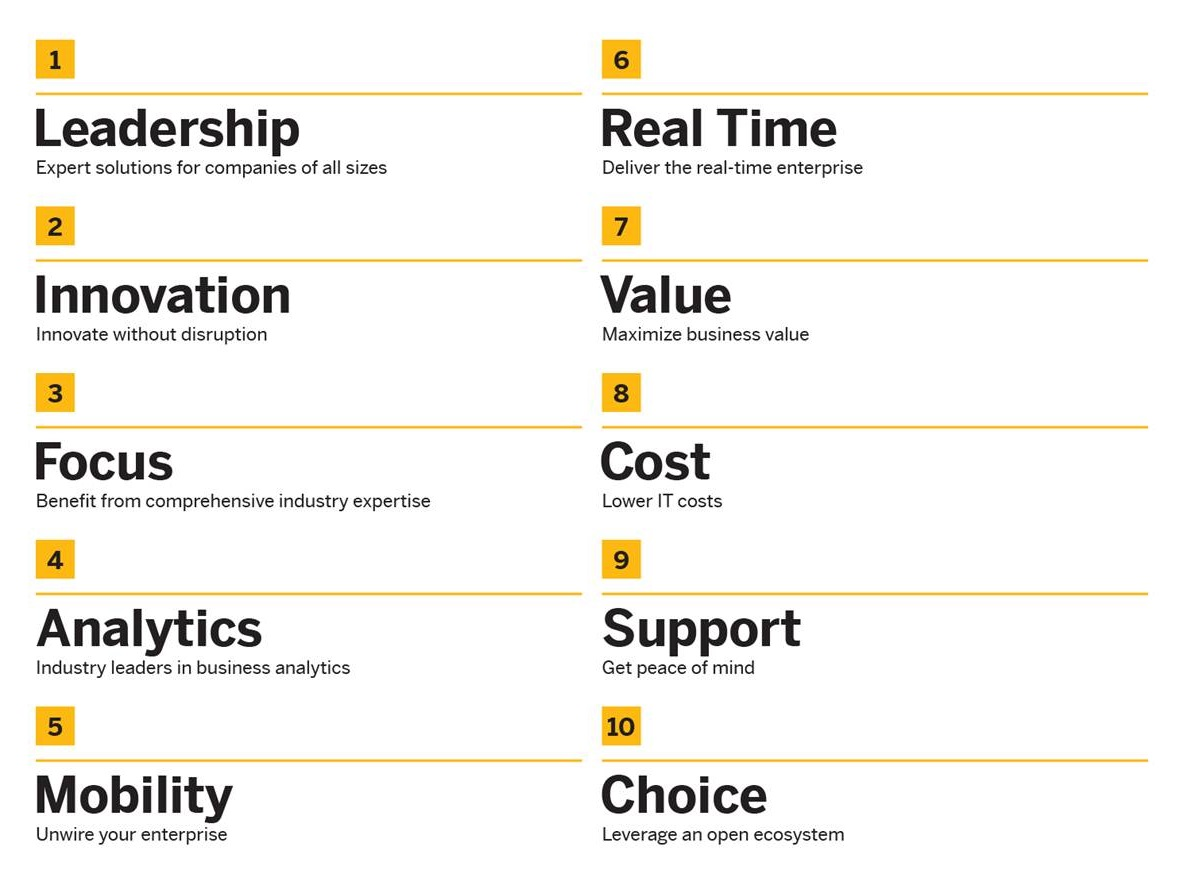 1
Leadership
Expert solutions for companies of all sizes
2
Innovation
Innovate without disruption
3
Focus
Benefit from comprehensive industry expertise
4
Analytics
Industry leaders in business analytics
5
Mobility
Unwire your enterprise
6
Real Time
Deliver the real-time enterprise
7
Value
Maximize business value
8
Cost
Lower IT costs
9
Support
Get peace of mind
10
Choice
Leverage an open ecosystem